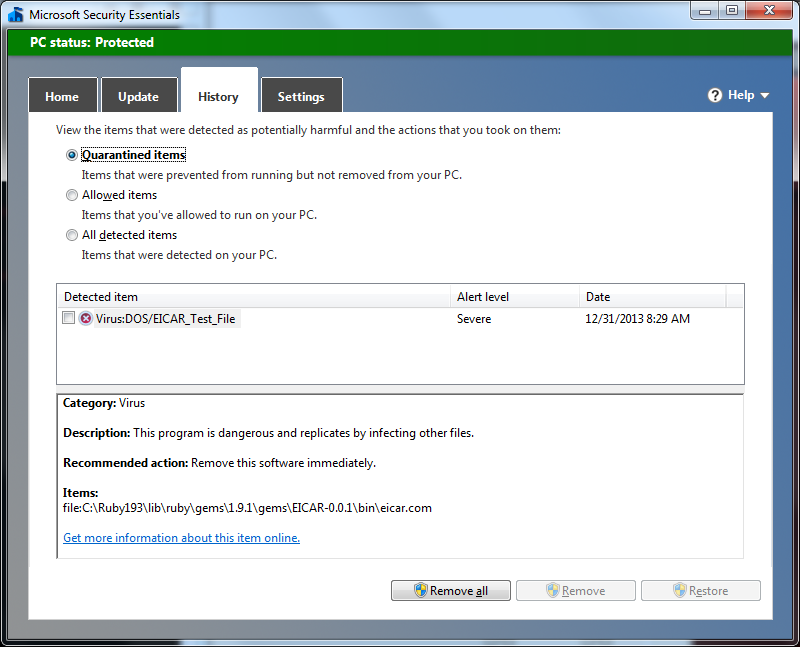 Microsoft Security Essentials
PC status: Protected
Home
Update
History
Settings
? Help
View the items that were detected as potentially harmful and the actions that you took on them:
Quarantined items
Items that were prevented from running but not removed from your PC.
Allowed items
Items that you've allowed to run on your PC.
All detected items
Items that were detected on your PC.
Detected item Alert level Date
Virus:DOS/EICAR_Test_File Severe 12/31/2013 8:29 AM
Category: Virus
Description: This program is dangerous and replicates by infecting other files.
Recommended action: Remove this software immediately.
Items:
file:C:\Ruby193\lib\ruby\gems\1.9.1\gems\EICAR-0.0.1\bin\eicar.com
Get more information about this item online.
Remove all
Remove
Restore